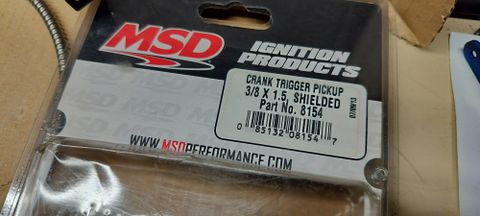 MSD
IGNITION
PRODUCTS
CRANK TRIGGER PICKUP
3/8 X 1.5, SHIELDED
Part No. 8154
0 85132 08154 7
WWW.MSDPERFORMANCE.COM